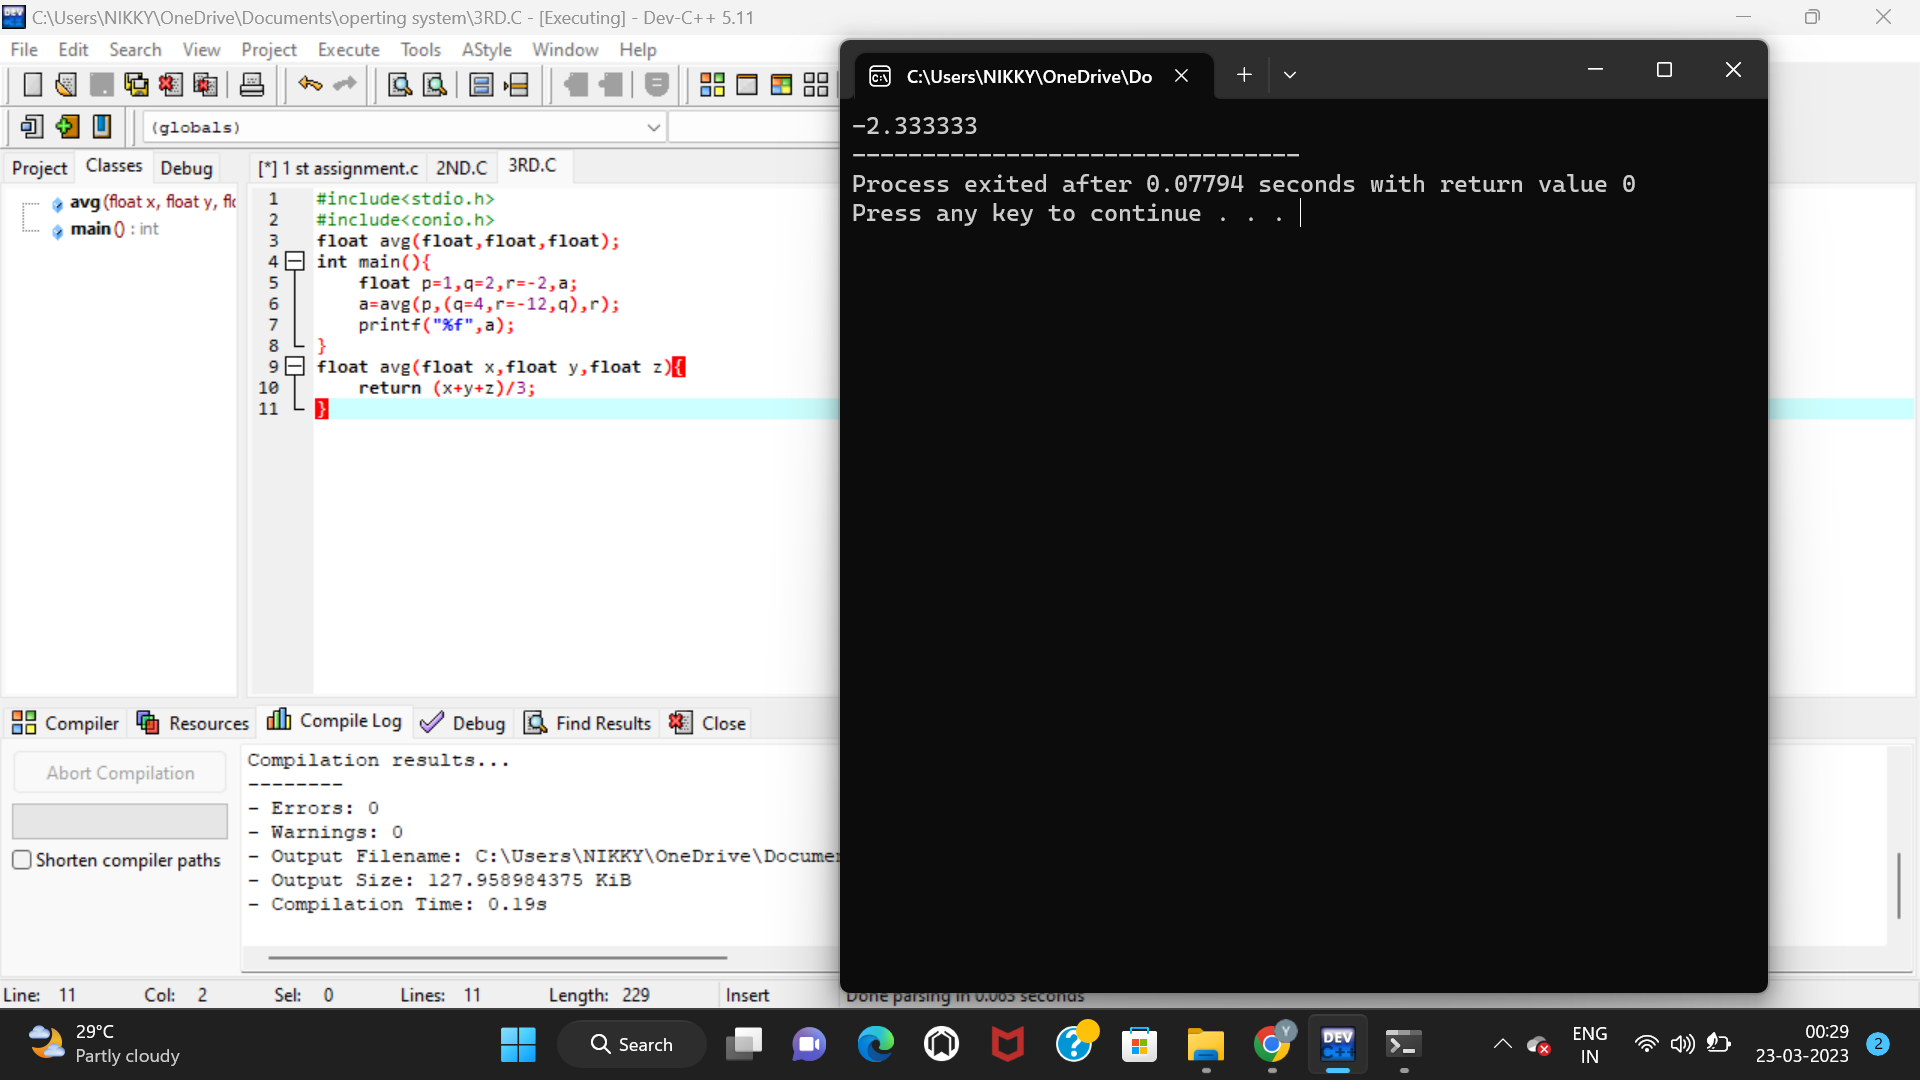 C:\Users\NIKKY\OneDrive\Documents\operting system\3RD.C - [Executing] - Dev-C++ 5.11
File Edit Search View Project Execute Tools AStyle Window Help
(globals)
Project Classes Debug
avg (float x, float y, flo
main () : int
[*] 1 st assignment.c 2ND.C 3RD.C
1 #include<stdio.h>
2 #include<conio.h>
3 float avg(float,float,float);
4 int main(){
5 float p=1,q=2,r=-2,a;
6 a=avg(p,(q=4,r=-12,q),r);
7 printf("%f",a);
8 }
9 float avg(float x,float y,float z){
10 return (x+y+z)/3;
11 }
C:\Users\NIKKY\OneDrive\Do
-2.333333
--------------------------------
Process exited after 0.07794 seconds with return value 0
Press any key to continue . . .
Compiler Resources Compile Log Debug Find Results Close
Abort Compilation
Shorten compiler paths
Compilation results...
--------
- Errors: 0
- Warnings: 0
- Output Filename: C:\Users\NIKKY\OneDrive\Documen
- Output Size: 127.958984375 KiB
- Compilation Time: 0.19s
Line: 11 Col: 2 Sel: 0 Lines: 11 Length: 229 Insert Done parsing in 0.063 seconds
29°C
Partly cloudy
Search
DEV
C++
Y
ENG
IN
00:29
23-03-2023
2